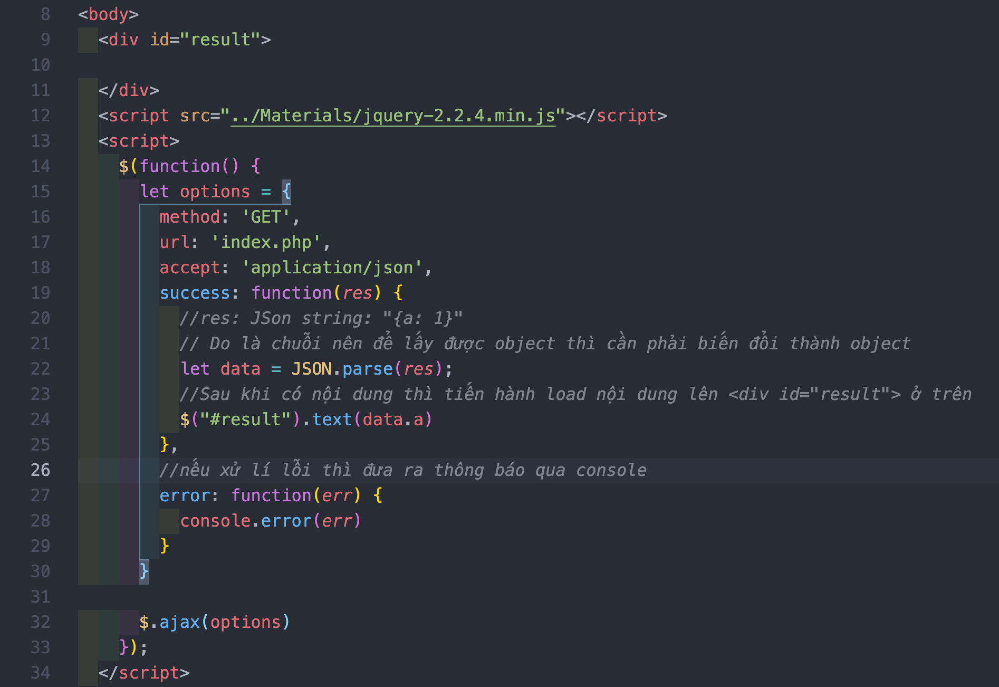 8 <body>
9 <div id="result">
10
11 </div>
12 <script src="../Materials/jquery-2.2.4.min.js"></script>
13 <script>
14 $(function() {
15 let options = {
16 method: 'GET',
17 url: 'index.php',
18 accept: 'application/json',
19 success: function(res) {
20 //res: JSon string: "{a: 1}"
21 // Do là chuỗi nên để lấy được object thì cần phải biến đổi thành object
22 let data = JSON.parse(res);
23 //Sau khi có nội dung thì tiến hành load nội dung lên <div id="result"> ở trên
24 $("#result").text(data.a)
25 },
26 //nếu xử lí lỗi thì đưa ra thông báo qua console
27 error: function(err) {
28 console.error(err)
29 }
30 }
31
32 $.ajax(options)
33 });
34 </script>